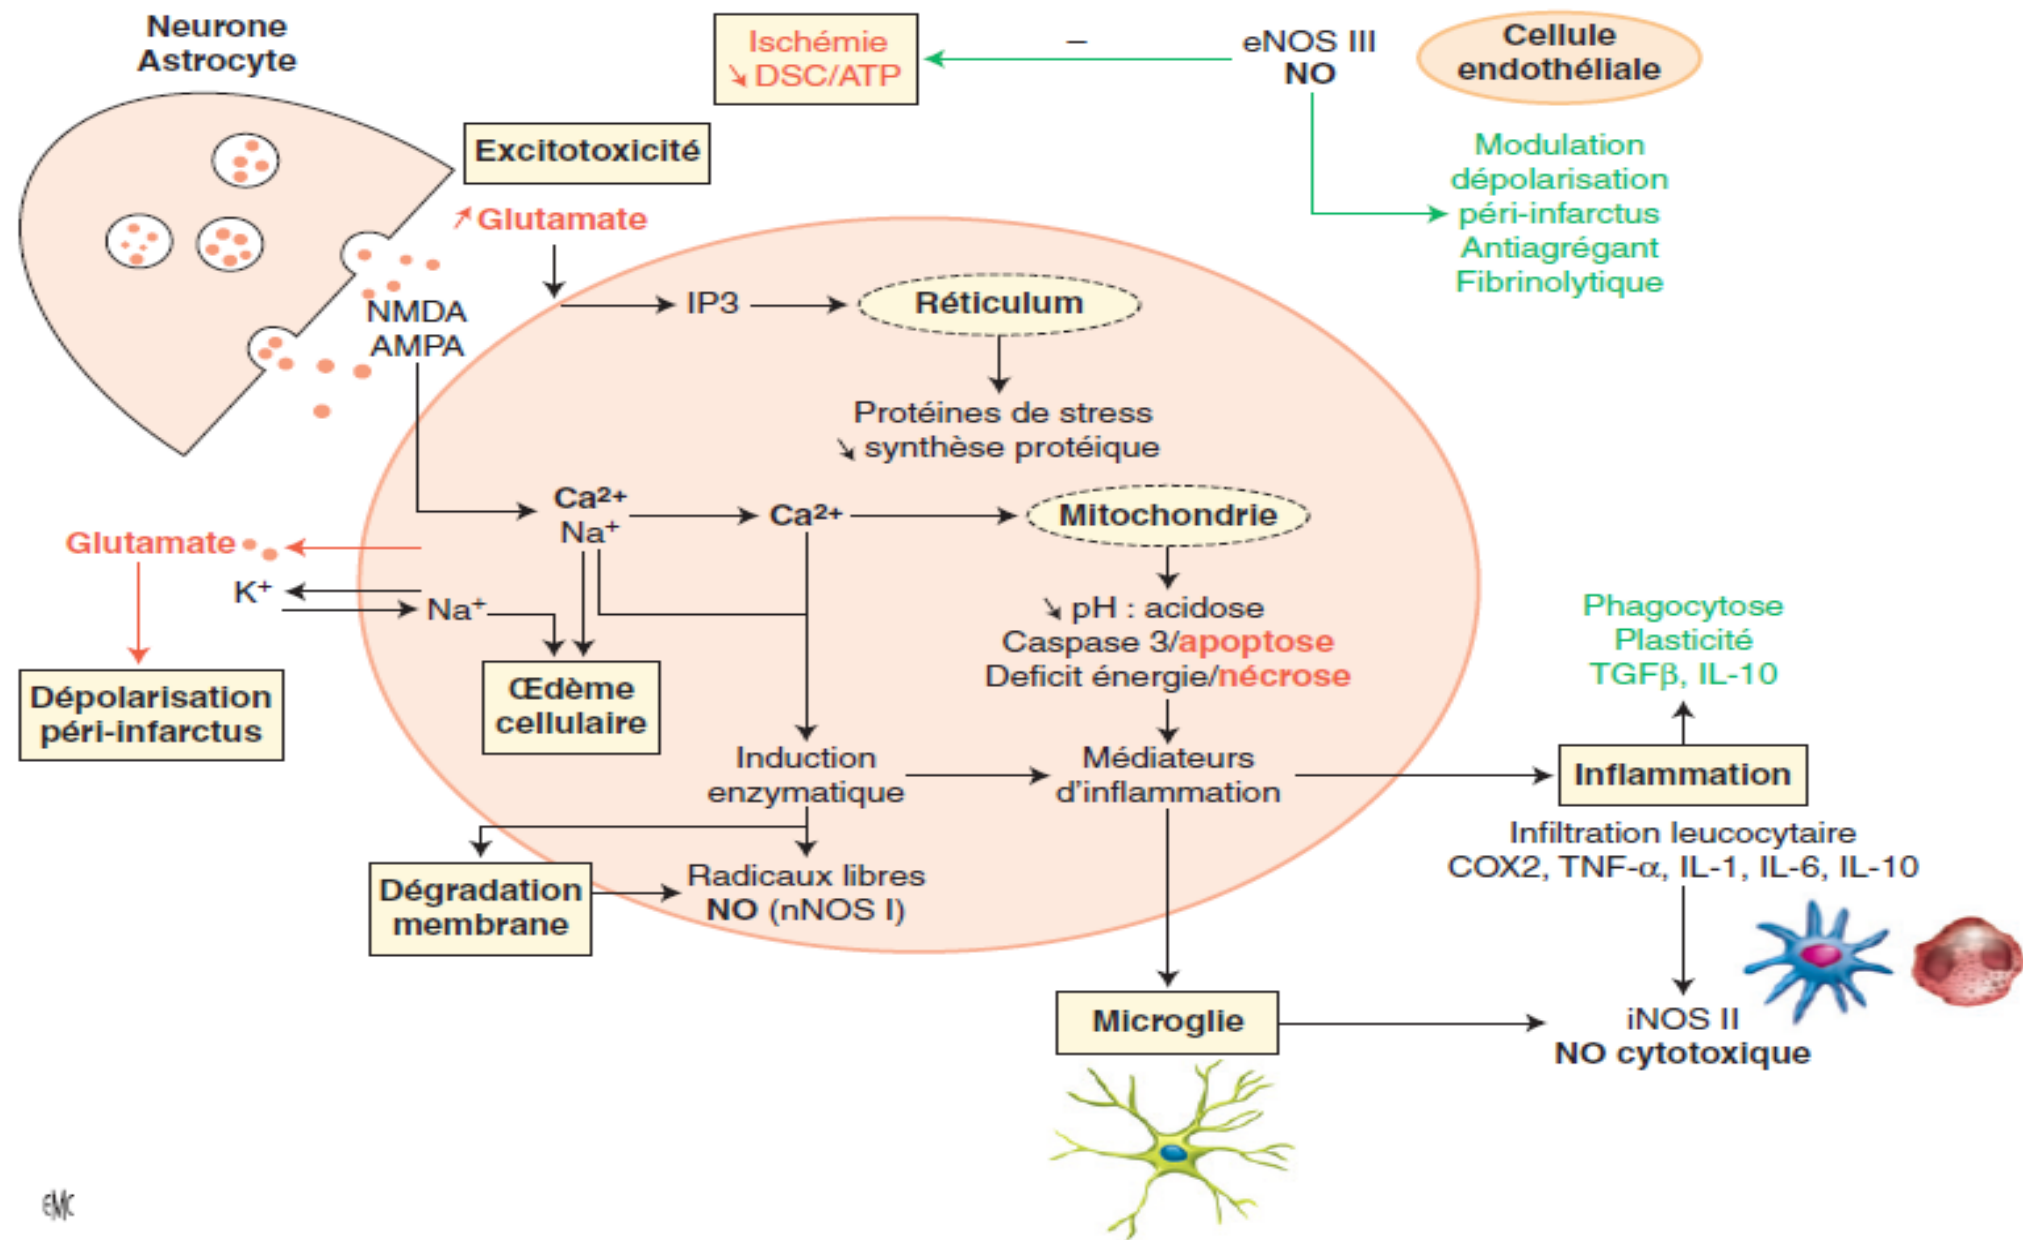 Neurone
Astrocyte
Ischémie
↘ DSC/ATP
–
eNOS III
NO
Cellule
endothéliale
Excitotoxicité
Modulation
dépolarisation
péri-infarctus
Antiagrégant
Fibrinolytique
↗ Glutamate
NMDA
AMPA
IP3
Réticulum
Protéines de stress
↘ synthèse protéique
Ca²⁺
Na⁺
Ca²⁺
Mitochondrie
Glutamate
K⁺
Na⁺
↘ pH : acidose
Caspase 3/apoptose
Deficit énergie/nécrose
Phagocytose
Plasticité
TGFβ, IL-10
Dépolarisation
péri-infarctus
Œdème
cellulaire
Induction
enzymatique
Médiateurs
d'inflammation
Inflammation
Infiltration leucocytaire
COX2, TNF-α, IL-1, IL-6, IL-10
Dégradation
membrane
Radicaux libres
NO (nNOS I)
Microglie
iNOS II
NO cytotoxique
EMC